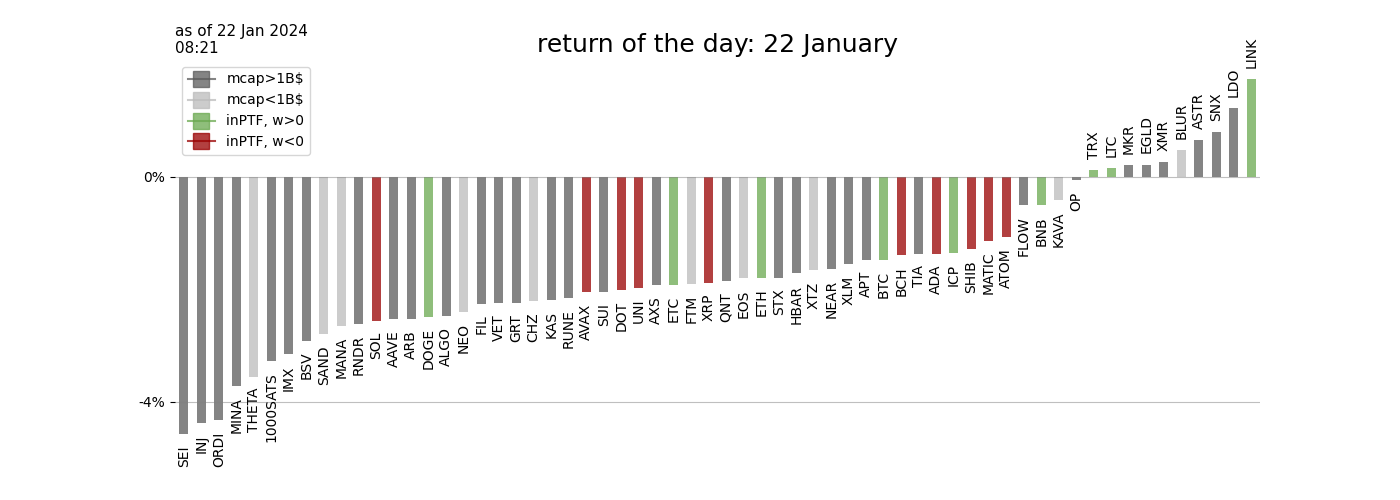 as of 22 Jan 2024
08:21
return of the day: 22 January
mcap>1B$
mcap<1B$
inPTF, w>0
inPTF, w<0
0%
-4%
SEI
INJ
ORDI
MINA
THETA
1000SATS
IMX
BSV
SAND
MANA
RNDR
SOL
AAVE
ARB
DOGE
ALGO
NEO
FIL
VET
GRT
CHZ
KAS
RUNE
AVAX
SUI
DOT
UNI
AXS
ETC
FTM
XRP
QNT
EOS
ETH
STX
HBAR
XTZ
NEAR
XLM
APT
BTC
BCH
TIA
ADA
ICP
SHIB
MATIC
ATOM
FLOW
BNB
KAVA
OP
TRX
LTC
MKR
EGLD
XMR
BLUR
ASTR
SNX
LDO
LINK